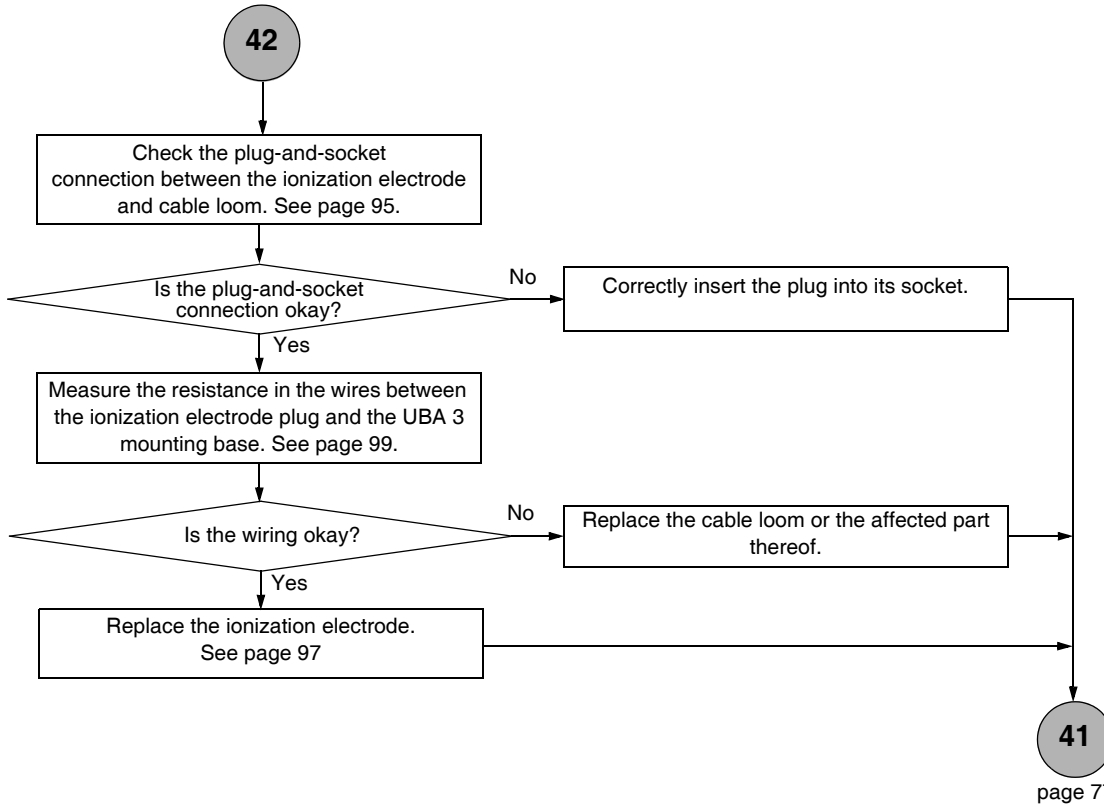 42
Check the plug-and-socket
connection between the ionization electrode
and cable loom. See page 95.
Is the plug-and-socket
connection okay?
No
Correctly insert the plug into its socket.
Yes
Measure the resistance in the wires between
the ionization electrode plug and the UBA 3
mounting base. See page 99.
Is the wiring okay?
No
Replace the cable loom or the affected part
thereof.
Yes
Replace the ionization electrode.
See page 97
41
page 77